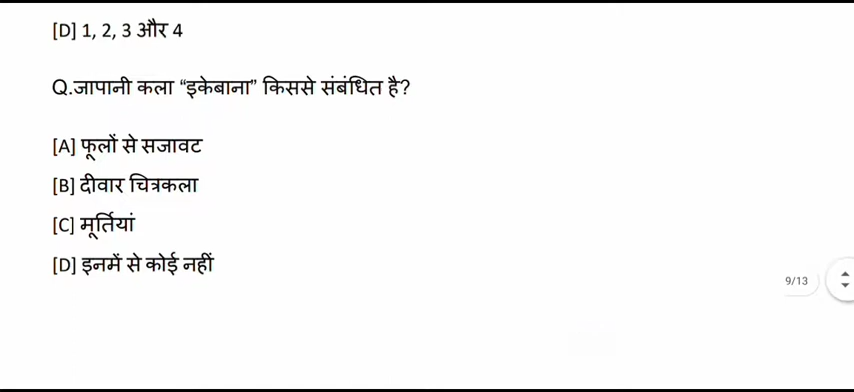 [D] 1, 2, 3 और 4
Q.जापानी कला “इकेबाना” किससे संबंधित है?
[A] फूलों से सजावट
[B] दीवार चित्रकला
[C] मूर्तियां
[D] इनमें से कोई नहीं
9/13